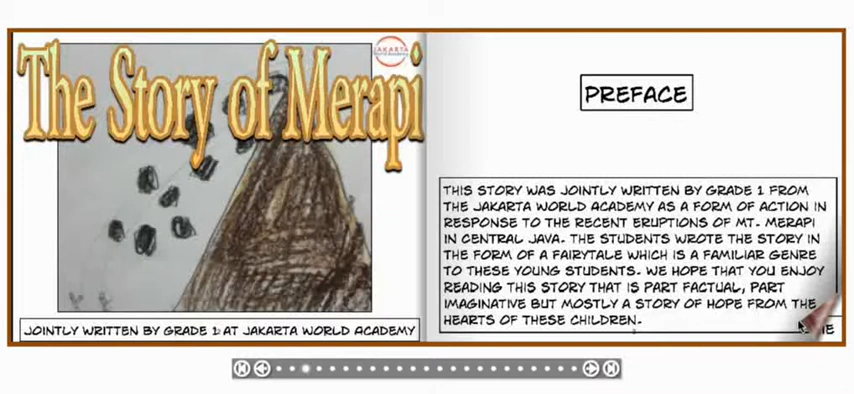 The Story of Merapi
JAKARTA
World Academy
JOINTLY WRITTEN BY GRADE 1 AT JAKARTA WORLD ACADEMY
PREFACE
THIS STORY WAS JOINTLY WRITTEN BY GRADE 1 FROM
THE JAKARTA WORLD ACADEMY AS A FORM OF ACTION IN
RESPONSE TO THE RECENT ERUPTIONS OF MT. MERAPI
IN CENTRAL JAVA. THE STUDENTS WROTE THE STORY IN
THE FORM OF A FAIRYTALE WHICH IS A FAMILIAR GENRE
TO THESE YOUNG STUDENTS. WE HOPE THAT YOU ENJOY
READING THIS STORY THAT IS PART FACTUAL, PART
IMAGINATIVE BUT MOSTLY A STORY OF HOPE FROM THE
HEARTS OF THESE CHILDREN.